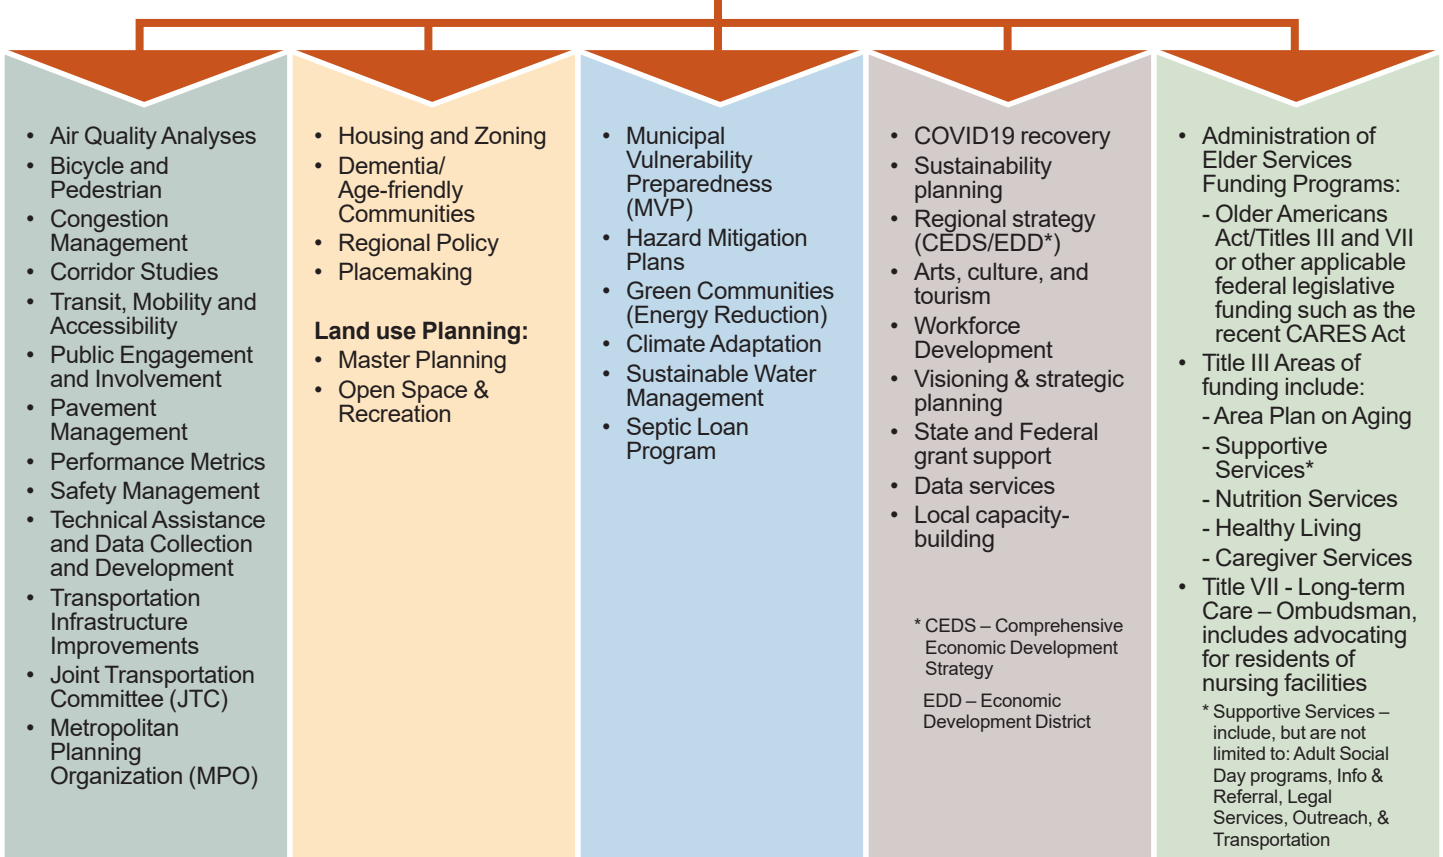 • Air Quality Analyses
• Bicycle and
Pedestrian
• Congestion
Management
• Corridor Studies
• Transit, Mobility and
Accessibility
• Public Engagement
and Involvement
• Pavement
Management
• Performance Metrics
• Safety Management
• Technical Assistance
and Data Collection
and Development
• Transportation
Infrastructure
Improvements
• Joint Transportation
Committee (JTC)
• Metropolitan
Planning
Organization (MPO)
• Housing and Zoning
• Dementia/
Age-friendly
Communities
• Regional Policy
• Placemaking
Land use Planning:
• Master Planning
• Open Space &
Recreation
• Municipal
Vulnerability
Preparedness
(MVP)
• Hazard Mitigation
Plans
• Green Communities
(Energy Reduction)
• Climate Adaptation
• Sustainable Water
Management
• Septic Loan
Program
• COVID19 recovery
• Sustainability
planning
• Regional strategy
(CEDS/EDD*)
• Arts, culture, and
tourism
• Workforce
Development
• Visioning & strategic
planning
• State and Federal
grant support
• Data services
• Local capacity-
building
* CEDS – Comprehensive
Economic Development
Strategy
EDD – Economic
Development District
• Administration of
Elder Services
Funding Programs:
- Older Americans
Act/Titles III and VII
or other applicable
federal legislative
funding such as the
recent CARES Act
• Title III Areas of
funding include:
- Area Plan on Aging
- Supportive
Services*
- Nutrition Services
- Healthy Living
- Caregiver Services
• Title VII - Long-term
Care – Ombudsman,
includes advocating
for residents of
nursing facilities
* Supportive Services –
include, but are not
limited to: Adult Social
Day programs, Info &
Referral, Legal
Services, Outreach, &
Transportation